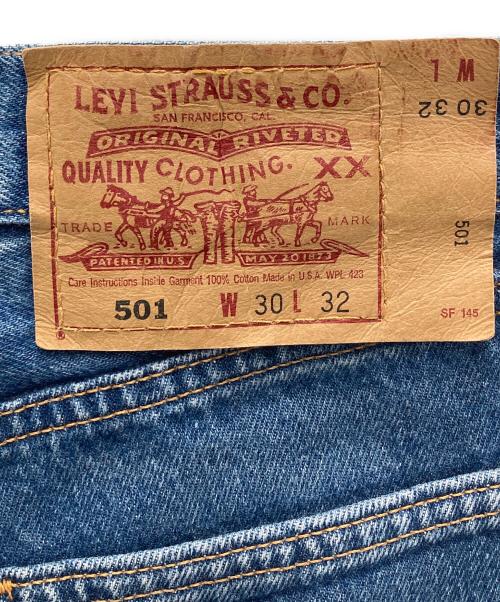 LEVI STRAUSS & CO.
SAN FRANCISCO, CAL.
ORIGINAL RIVETED
QUALITY CLOTHING. XX
TRADE MARK
PATENTED IN U.S. MAY 20 1873
Care Instructions Inside Garment 100% Cotton Made in U.S.A. WPL 423
501 W 30 L 32
®
W L
30 32
501
SF 145